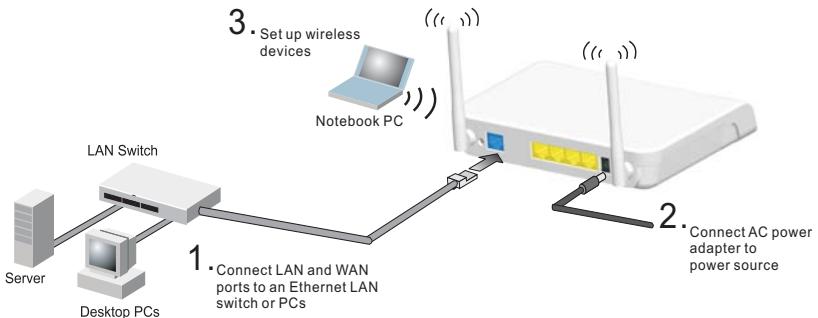 3. Set up wireless
devices
Notebook PC
LAN Switch
Server
Desktop PCs
1. Connect LAN and WAN
ports to an Ethernet LAN
switch or PCs
2. Connect AC power
adapter to
power source